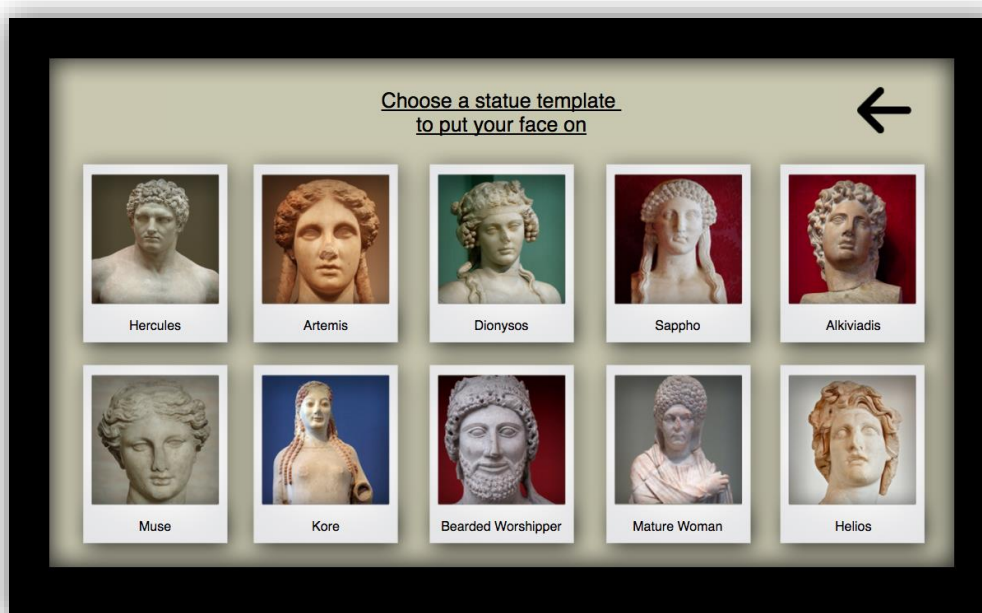 Choose a statue template
to put your face on
Hercules
Artemis
Dionysos
Sappho
Alkiviadis
Muse
Kore
Bearded Worshipper
Mature Woman
Helios